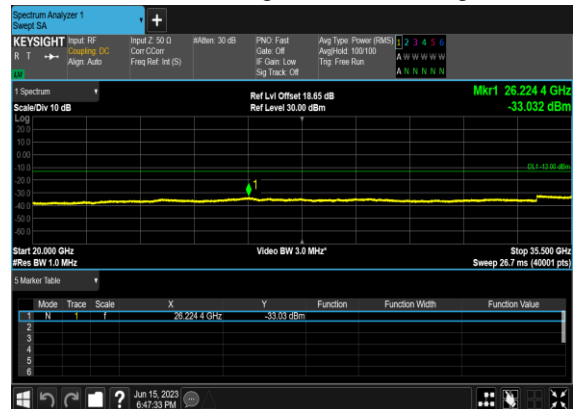 Spectrum Analyzer 1
Swept SA
+
KEYSIGHT Input: RF Input Z: 50 Ω #Atten: 30 dB PNO: Fast Avg Type: Power (RMS) 1 2 3 4 5 6
R T Coupling: DC Corr CCorr Gate: Off Avg|Hold: 100/100 A W W W W W
Align: Auto Freq Ref: Int (S) IF Gain: Low Trig: Free Run
LW Sig Track: Off A N N N N N
1 Spectrum Ref Lvl Offset 18.65 dB Mkr1 26.224 4 GHz
Scale/Div 10 dB Ref Level 30.00 dBm -33.032 dBm
Log
20.0
10.0
0.00
-10.0 DL1 -13.00 dBm
-20.0
-30.0 1
-40.0
-50.0
-60.0
Start 20.000 GHz Video BW 3.0 MHz* Stop 35.500 GHz
#Res BW 1.0 MHz Sweep 26.7 ms (40001 pts)
5 Marker Table
Mode Trace Scale X Y Function Function Width Function Value
1 N 1 f 26.224 4 GHz -33.03 dBm
2
3
4
5
6
? Jun 15, 2023
6:47:33 PM